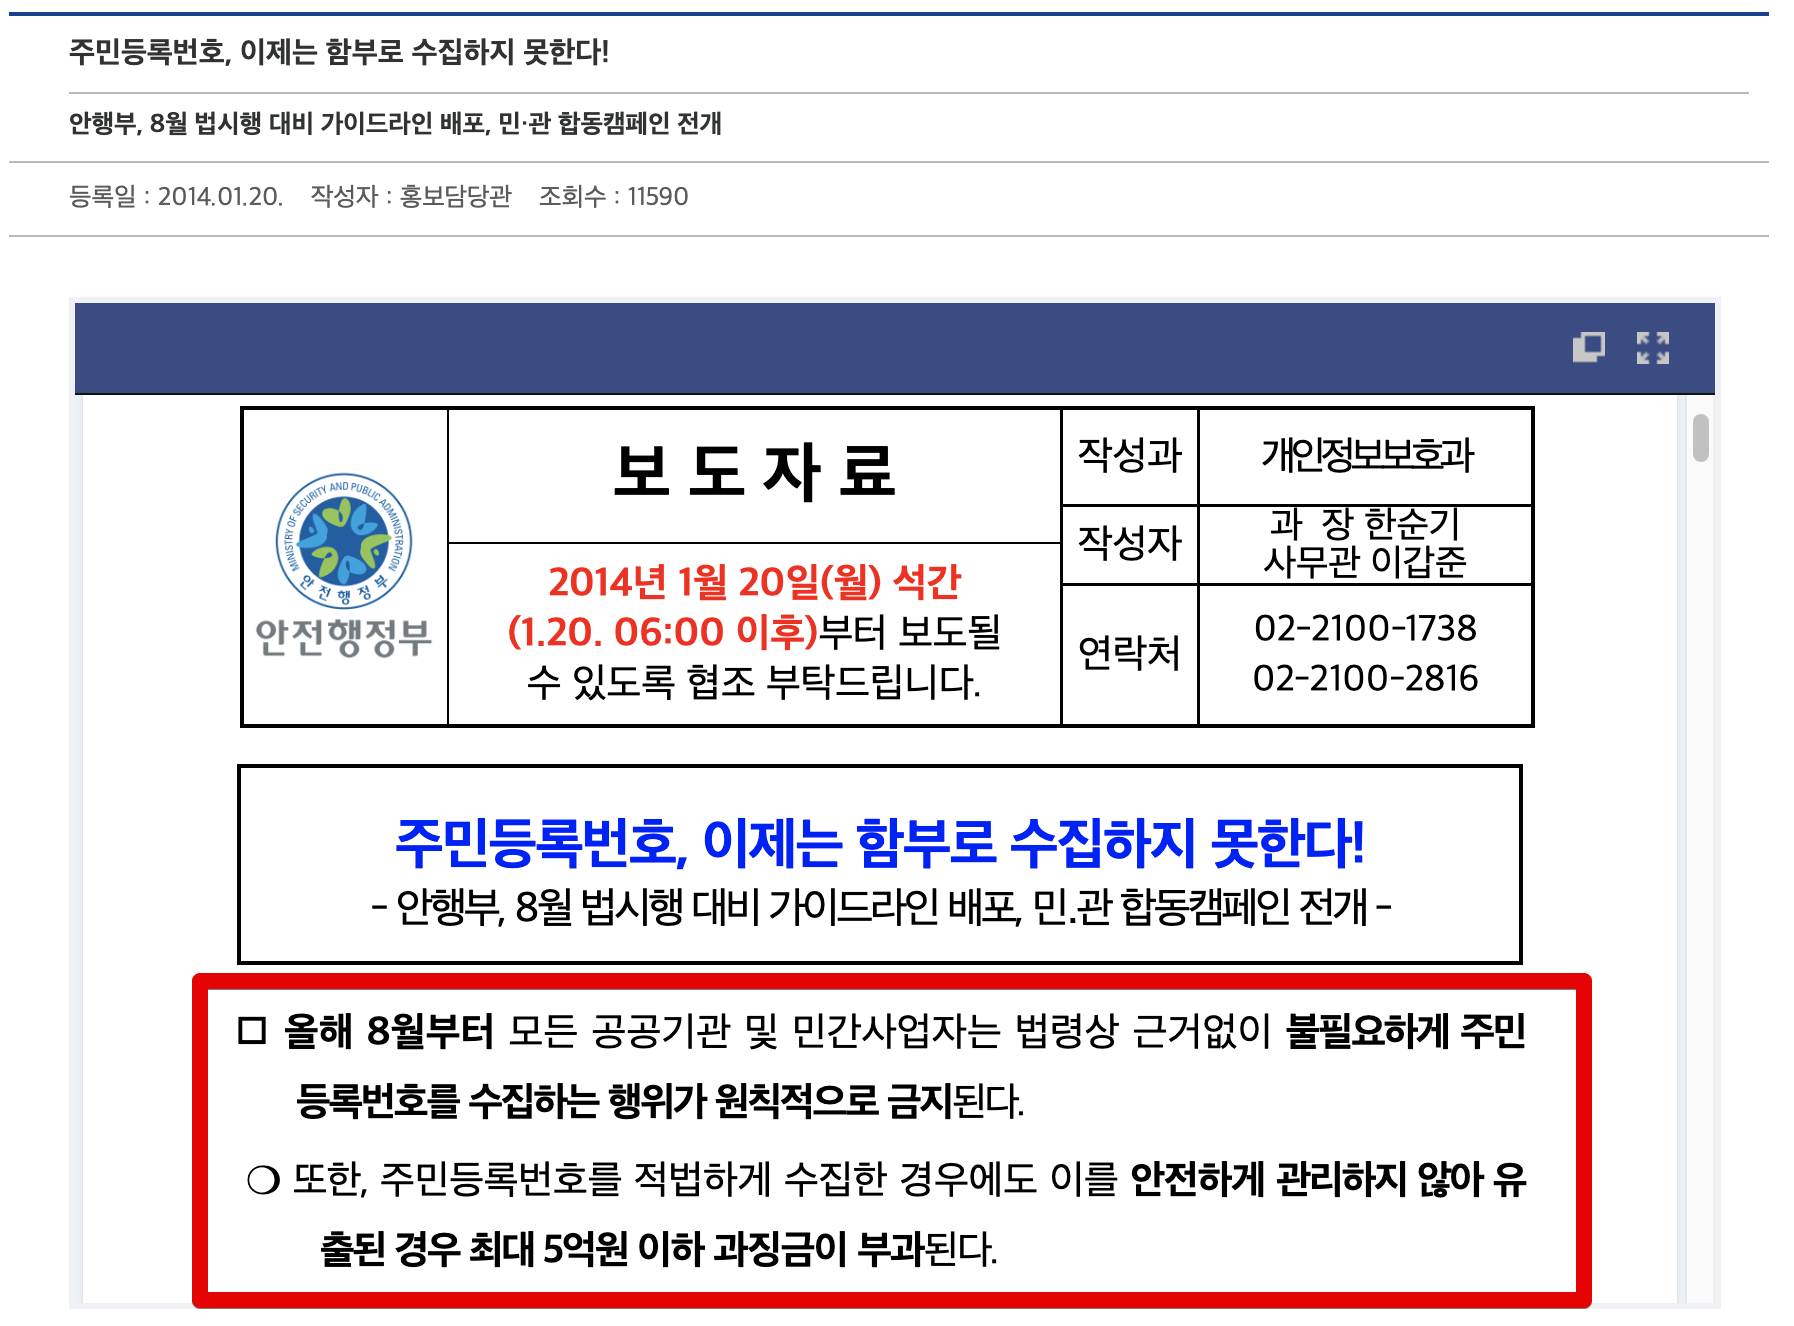 주민등록번호, 이제는 함부로 수집하지 못한다!
안행부, 8월 법시행 대비 가이드라인 배포, 민·관 합동캠페인 전개
등록일 : 2014.01.20. 작성자 : 홍보담당관 조회수 : 11590
MINISTRY OF SECURITY AND PUBLIC ADMINISTRATION
안전행정부
안전행정부
보도자료
2014년 1월 20일(월) 석간
(1.20. 06:00 이후)부터 보도될
수 있도록 협조 부탁드립니다.
작성과
개인정보보호과
작성자
과 장 한순기
사무관 이갑준
연락처
02-2100-1738
02-2100-2816
주민등록번호, 이제는 함부로 수집하지 못한다!
- 안행부, 8월 법시행 대비 가이드라인 배포, 민.관 합동캠페인 전개 -
□ 올해 8월부터 모든 공공기관 및 민간사업자는 법령상 근거없이 불필요하게 주민
등록번호를 수집하는 행위가 원칙적으로 금지된다.
❍ 또한, 주민등록번호를 적법하게 수집한 경우에도 이를 안전하게 관리하지 않아 유
출된 경우 최대 5억원 이하 과징금이 부과된다.